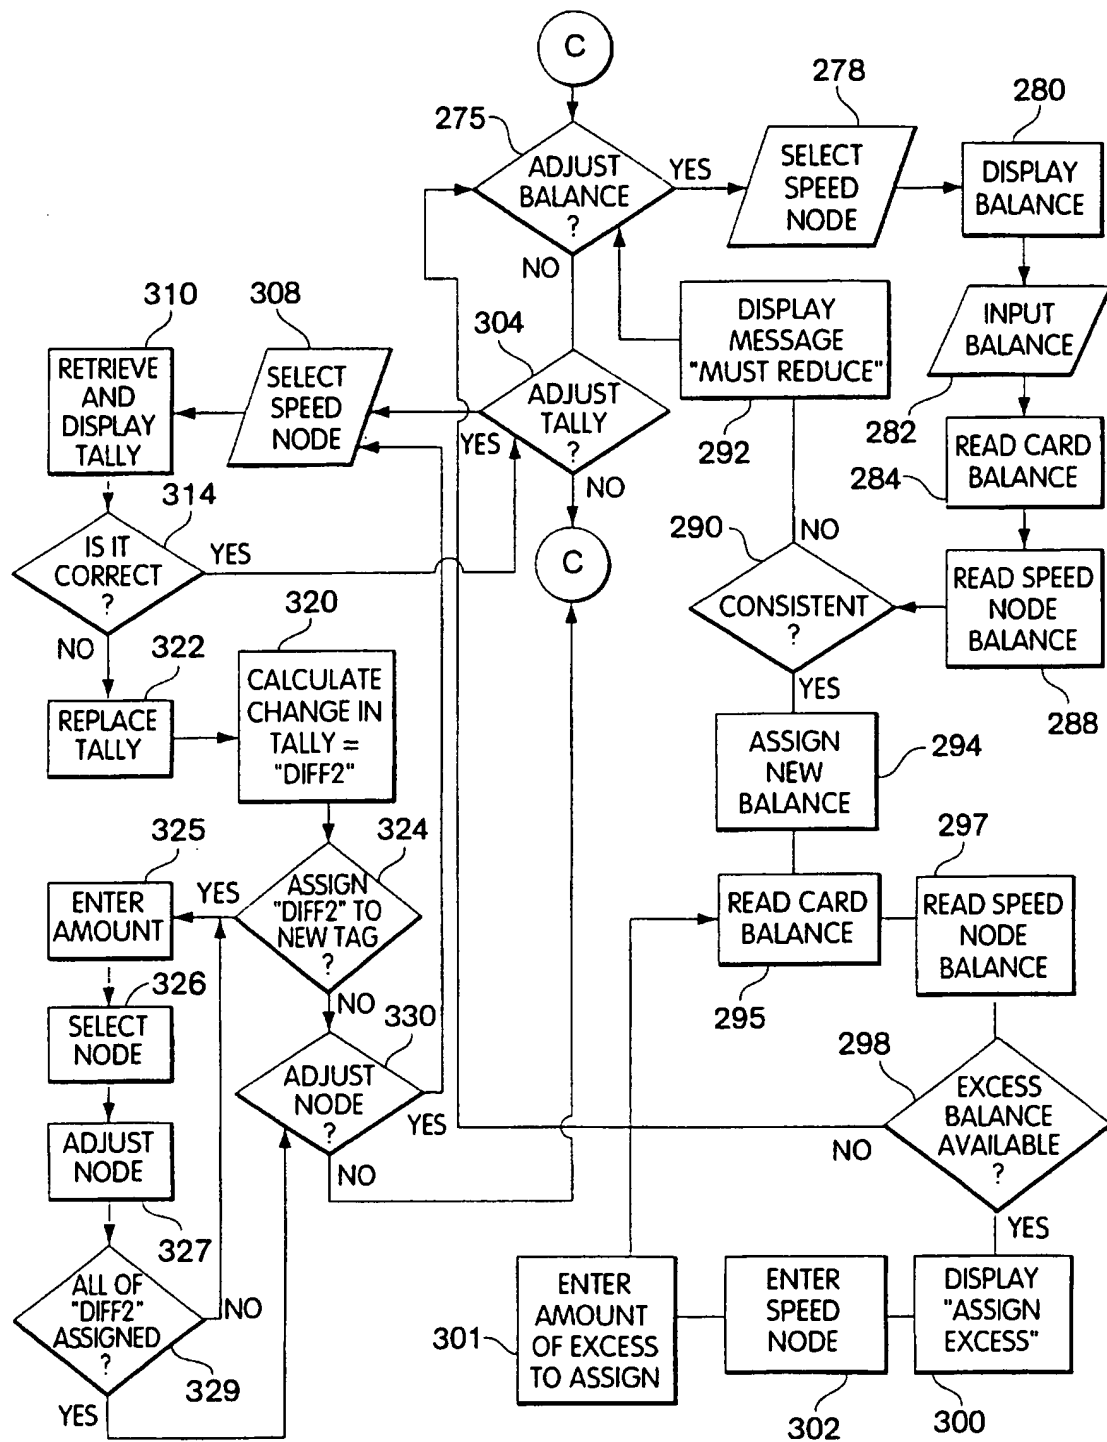 C
275
ADJUST
BALANCE
?
YES
NO
278
SELECT
SPEED
NODE
280
DISPLAY
BALANCE
INPUT
BALANCE
282
READ CARD
BALANCE
284
READ SPEED
NODE
BALANCE
288
290
CONSISTENT
?
NO
YES
DISPLAY
MESSAGE
"MUST REDUCE"
292
304
ADJUST
TALLY
?
YES
NO
C
308
SELECT
SPEED
NODE
310
RETRIEVE
AND
DISPLAY
TALLY
314
IS IT
CORRECT
?
YES
NO
322
REPLACE
TALLY
320
CALCULATE
CHANGE IN
TALLY =
"DIFF2"
324
ASSIGN
"DIFF2" TO
NEW TAG
?
YES
NO
325
ENTER
AMOUNT
326
SELECT
NODE
ADJUST
NODE
327
ALL OF
"DIFF2"
ASSIGNED
?
329
NO
YES
330
ADJUST
NODE
?
YES
NO
ASSIGN
NEW
BALANCE
294
READ CARD
BALANCE
295
297
READ SPEED
NODE
BALANCE
298
EXCESS
BALANCE
AVAILABLE
?
NO
YES
DISPLAY
"ASSIGN
EXCESS"
300
ENTER
SPEED
NODE
302
ENTER
AMOUNT
OF EXCESS
TO ASSIGN
301